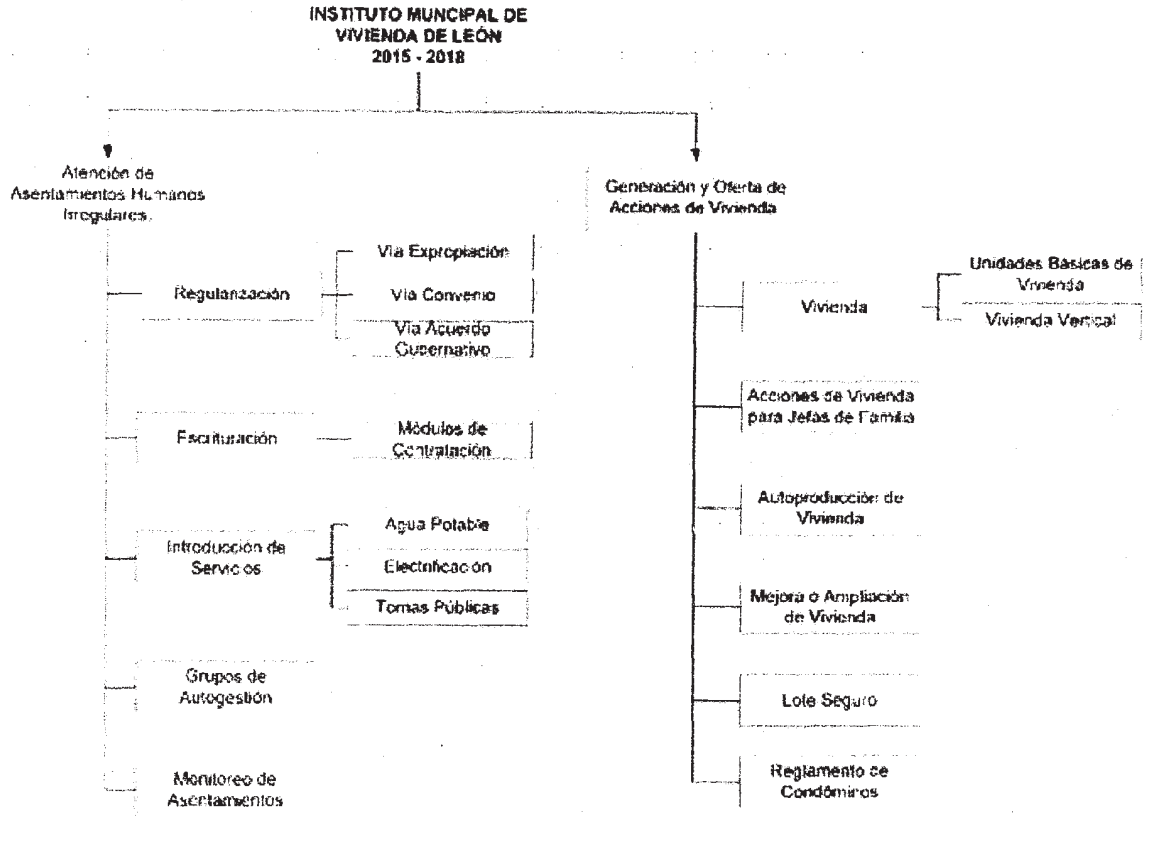 INSTITUTO MUNCIPAL DE
VIVIENDA DE LEÓN
2015 - 2018
Atención de
Asentamientos Humanos
Irregulares.
Regularización
Vía Expropiación
Vía Convenio
Vía Acuerdo
Gubernativo
Escrituración
Módulos de
Contratación
Introducción de
Servicios
Agua Potable
Electrificación
Tomas Públicas
Grupos de
Autogestión
Monitoreo de
Asentamientos
Generación y Oferta de
Acciones de Vivienda
Vivienda
Unidades Básicas de
Vivienda
Vivienda Vertical
Acciones de Vivienda
para Jefas de Familia
Autoproducción de
Vivienda
Mejora o Ampliación
de Vivienda
Lote Seguro
Reglamento de
Condóminos